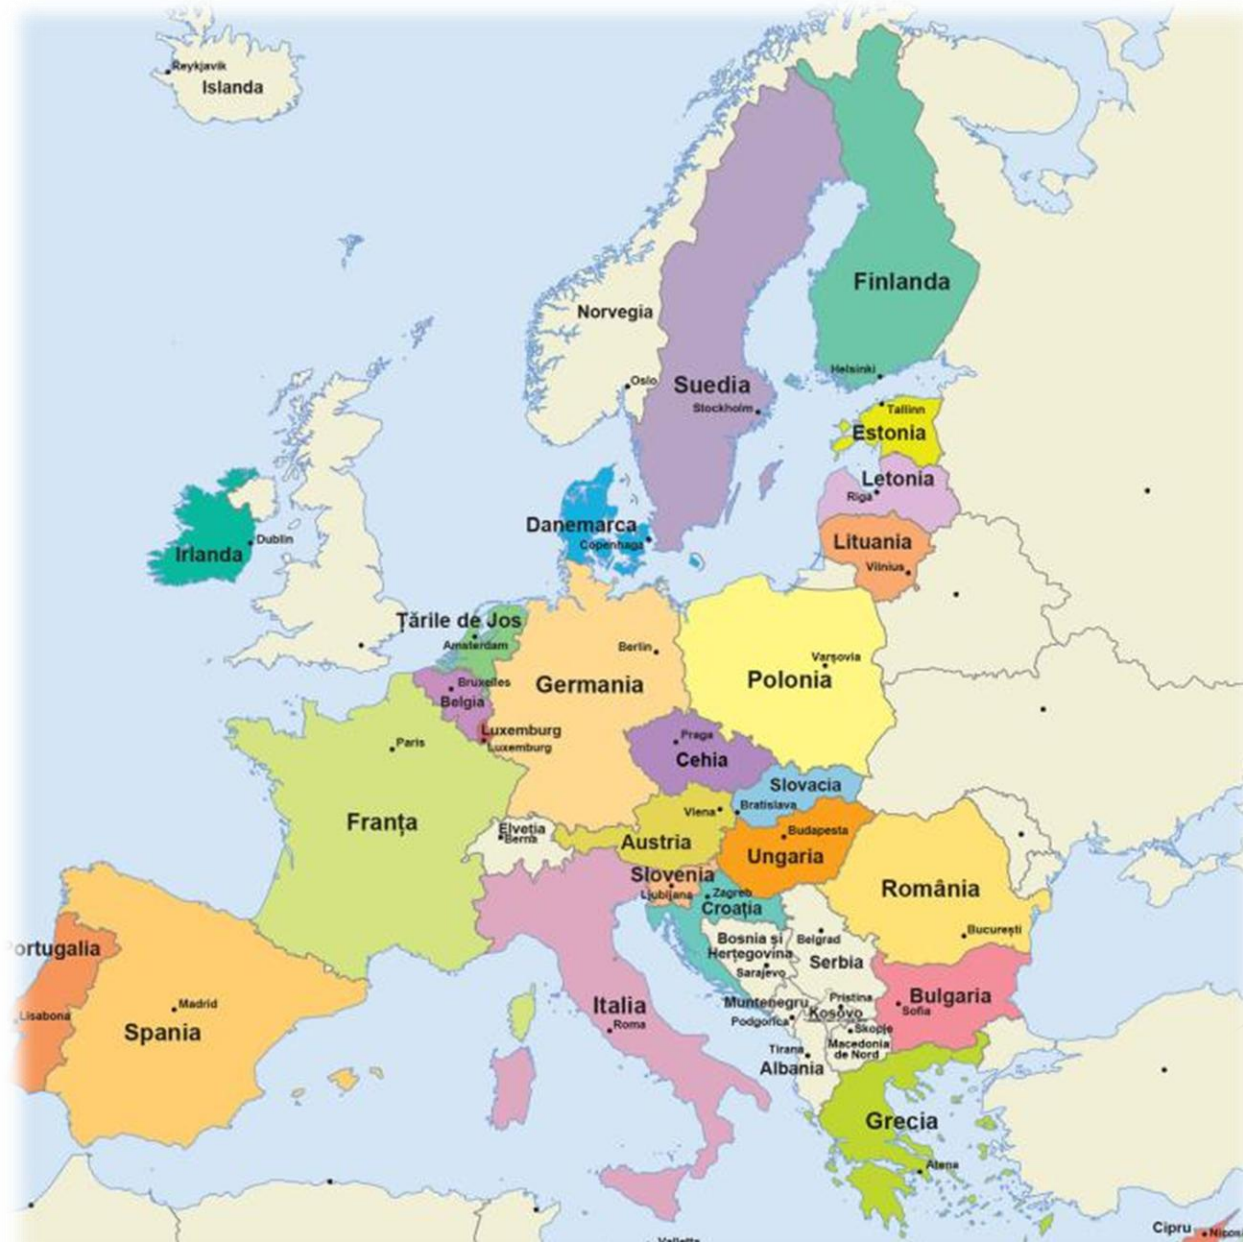 Reykjavik
Islanda
Finlanda
Norvegia
Helsinki
Oslo
Suedia
Stockholm
Tallinn
Estonia
Letonia
Riga
Danemarca
Copenhaga
Dublin
Irlanda
Lituania
Vilnius
Țările de Jos
Amsterdam
Berlin
Varșovia
Polonia
Germania
Bruxelles
Belgia
Luxemburg
Luxemburg
Paris
Praga
Cehia
Slovacia
Bratislava
Viena
Franța
Elveția
Berna
Austria
Budapesta
Ungaria
Slovenia
Ljubljana
Zagreb
Croația
România
București
ortugalia
Bosnia și
Herțegovina
Sarajevo
Belgrad
Serbia
Lisabona
Madrid
Spania
Italia
Roma
Muntenegru
Podgorica
Pristina
Kosovo
Bulgaria
Sofia
Skopje
Macedonia
de Nord
Tirana
Albania
Grecia
Atena
Cipru
Nicos